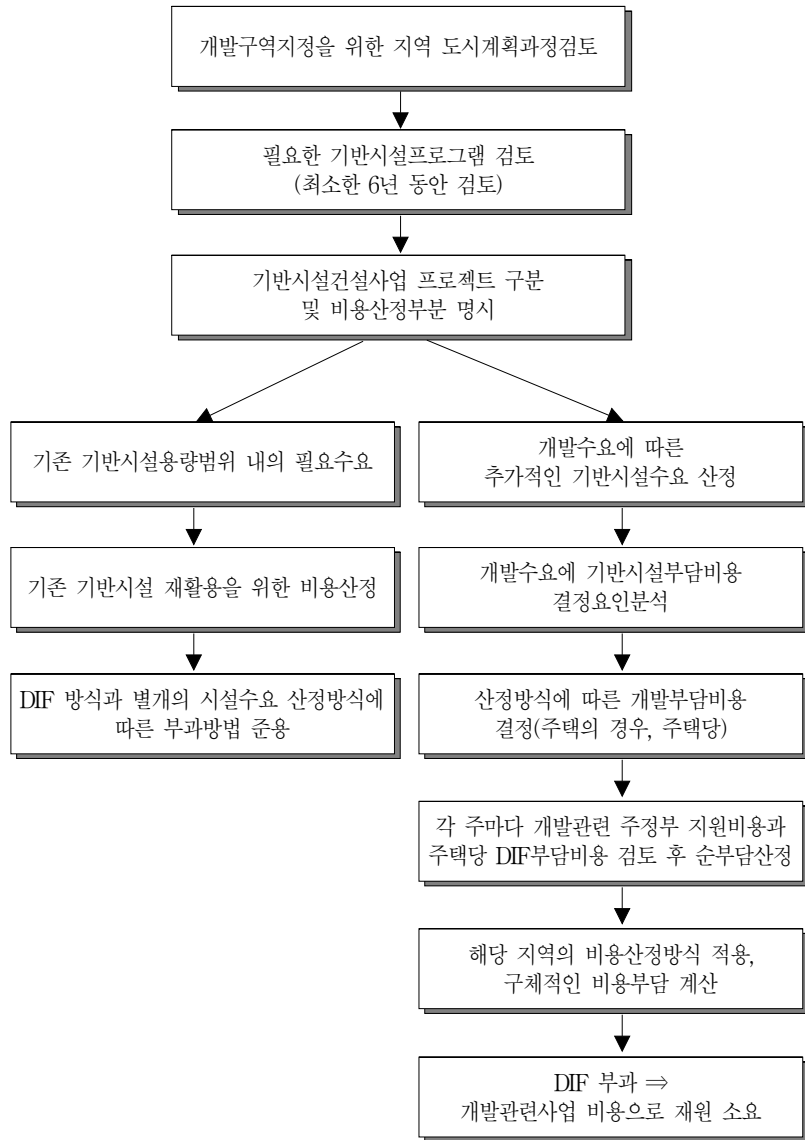 개발구역지정을 위한 지역 도시계획과정검토
필요한 기반시설프로그램 검토
(최소한 6년 동안 검토)
기반시설건설사업 프로젝트 구분
및 비용산정부분 명시
기존 기반시설용량범위 내의 필요수요
기존 기반시설 재활용을 위한 비용산정
DIF 방식과 별개의 시설수요 산정방식에
따른 부과방법 준용
개발수요에 따른
추가적인 기반시설수요 산정
개발수요에 기반시설부담비용
결정요인분석
산정방식에 따른 개발부담비용
결정(주택의 경우, 주택당)
각 주마다 개발관련 주정부 지원비용과
주택당 DIF부담비용 검토 후 순부담산정
해당 지역의 비용산정방식 적용,
구체적인 비용부담 계산
DIF 부과 ⇒
개발관련사업 비용으로 재원 소요